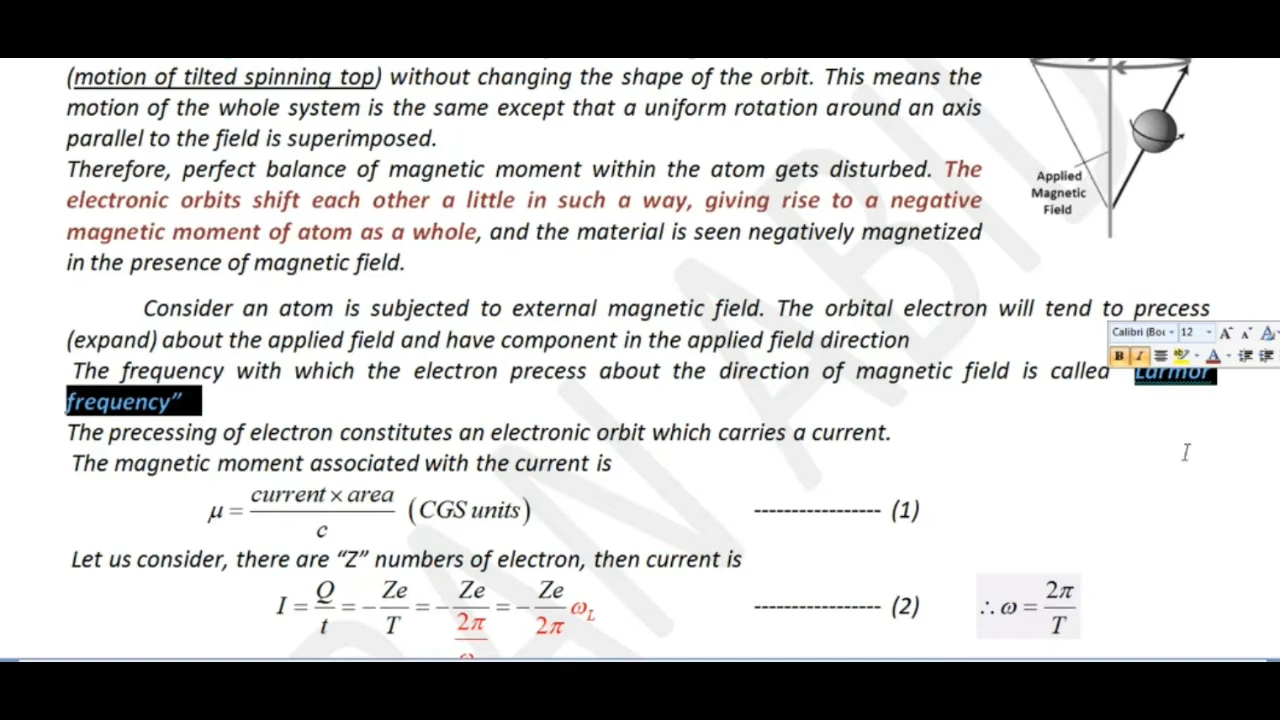 (motion of tilted spinning top) without changing the shape of the orbit. This means the
motion of the whole system is the same except that a uniform rotation around an axis
parallel to the field is superimposed.
Therefore, perfect balance of magnetic moment within the atom gets disturbed. The
electronic orbits shift each other a little in such a way, giving rise to a negative
magnetic moment of atom as a whole, and the material is seen negatively magnetized
in the presence of magnetic field.
Applied
Magnetic
Field
Consider an atom is subjected to external magnetic field. The orbital electron will tend to precess
(expand) about the applied field and have component in the applied field direction
Calibri (Boc 12 A A
B I A
The frequency with which the electron precess about the direction of magnetic field is called "Larmor
frequency"
The precessing of electron constitutes an electronic orbit which carries a current.
The magnetic moment associated with the current is
μ = current × area / c (CGS units) ----------------- (1)
Let us consider, there are "Z" numbers of electron, then current is
I = Q/t = - Ze/T = - Ze/(2π/ω) = - Ze/2π ω_L ----------------- (2) ∴ ω = 2π/T